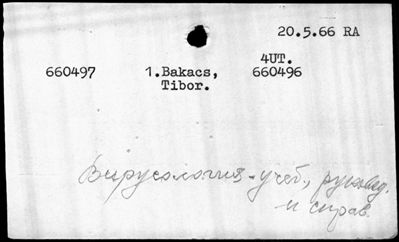 20.5.66 RA
4UT.
660497 1.Bakacs, 660496
Tibor.
Вирусология - учеб., руковод.
и справ.